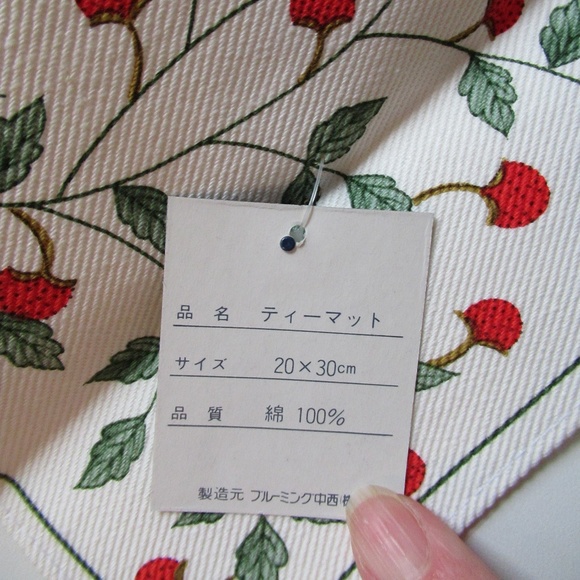 品名 ティーマット
サイズ 20×30cm
品質 綿 100%
製造元 ブルーミング中西